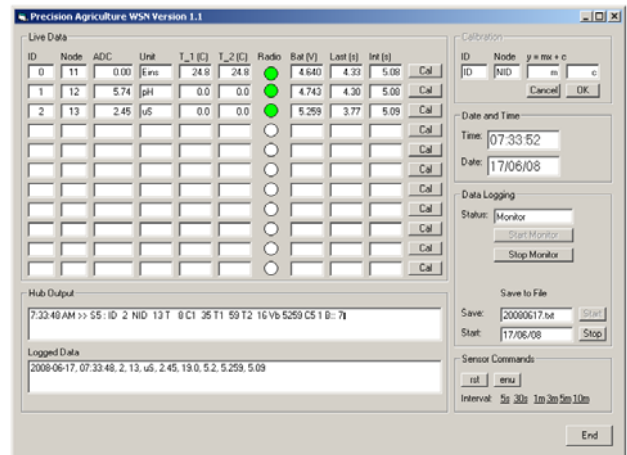 Precision Agriculture WSN Version 1.1
Live Data
ID Node ADC Unit T_1 (C) T_2 (C) Radio Bat (V) Last (s) Int (s)
0 11 0.00 Eins 24.8 24.8 4.640 4.33 5.08 Cal
1 12 5.74 pH 0.0 0.0 4.743 4.30 5.08 Cal
2 13 2.45 uS 0.0 0.0 5.259 3.77 5.09 Cal
Cal
Cal
Cal
Cal
Cal
Cal
Cal
Cal
Hub Output
7:33:48 AM >> S5 : ID 2 NID 13 T 8 C1 35 T1 59 T2 16 Vb 5259 C5 1 B:: 7
Logged Data
2008-06-17, 07:33:48, 2, 13, uS, 2.45, 19.0, 5.2, 5.259, 5.09
Calibration
ID Node y = mx + c
ID NID m c
Cancel OK
Date and Time
Time: 07:33:52
Date: 17/06/08
Data Logging
Status: Monitor
Start Monitor
Stop Monitor
Save to File
Save: 20080617.txt Start
Start: 17/06/08 Stop
Sensor Commands
rst enu
Interval: 5s 30s 1m 3m 5m 10m
End